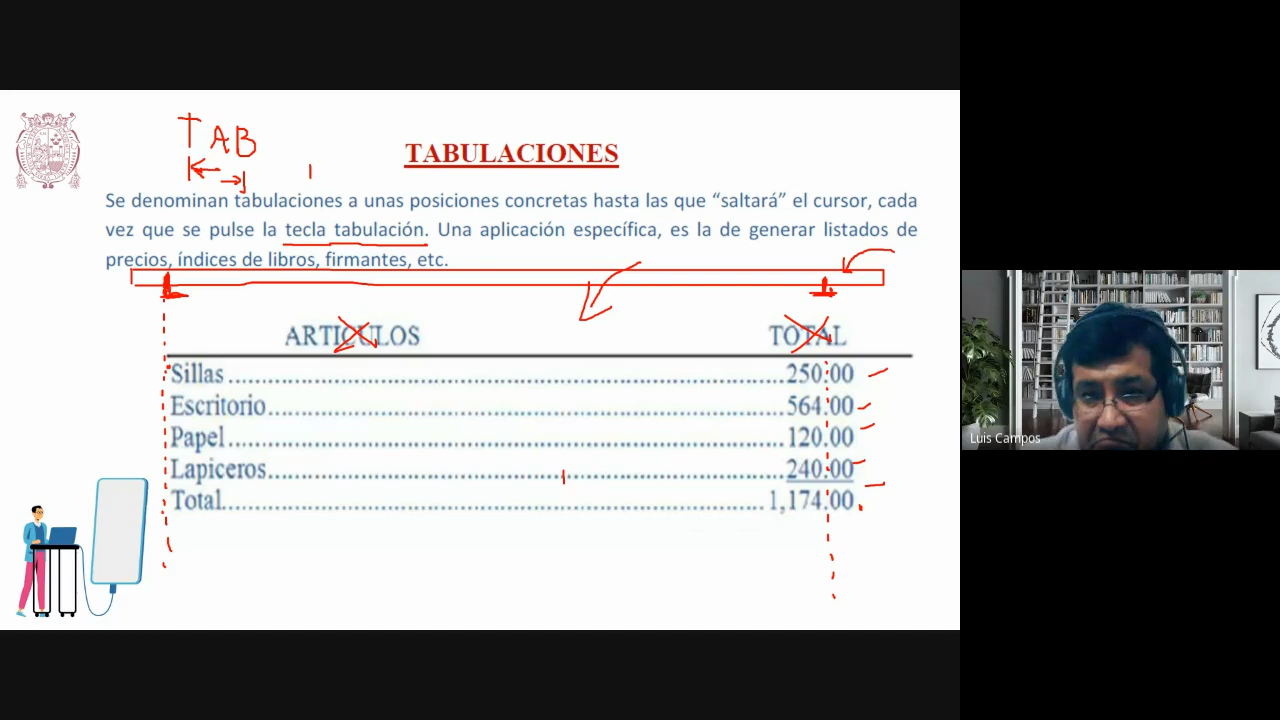 TAB
TABULACIONES
Se denominan tabulaciones a unas posiciones concretas hasta las que “saltará” el cursor, cada
vez que se pulse la tecla tabulación. Una aplicación específica, es la de generar listados de
precios, índices de libros, firmantes, etc.
ARTICULOS TOTAL
Sillas........................................................................................250.00
Escritorio.................................................................................564.00
Papel........................................................................................120.00
Lapiceros.................................................................................240.00
Total.....................................................................................1,174.00
Luis Campos